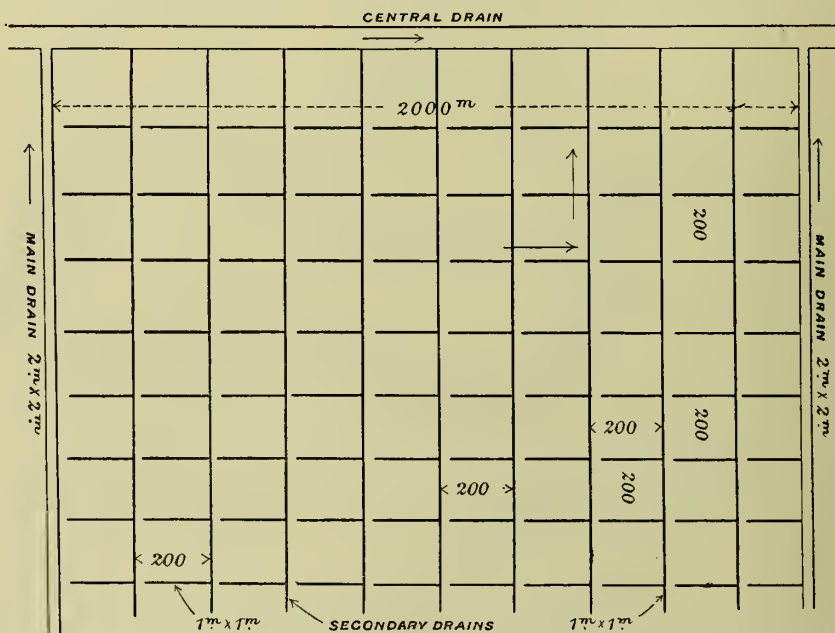 CENTRAL DRAIN
2000 m
200
MAIN DRAIN 2m × 2m
MAIN DRAIN 2m × 2m
200
200
200
200
200
1m × 1m
SECONDARY DRAINS
1m × 1m